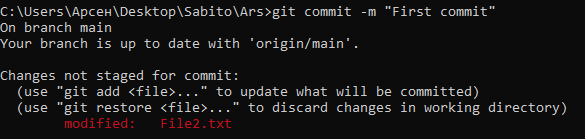 C:\Users\Арсен\Desktop\Sabito\Ars>git commit -m "First commit"
On branch main
Your branch is up to date with 'origin/main'.

Changes not staged for commit:
  (use "git add <file>..." to update what will be committed)
  (use "git restore <file>..." to discard changes in working directory)
        modified:   File2.txt